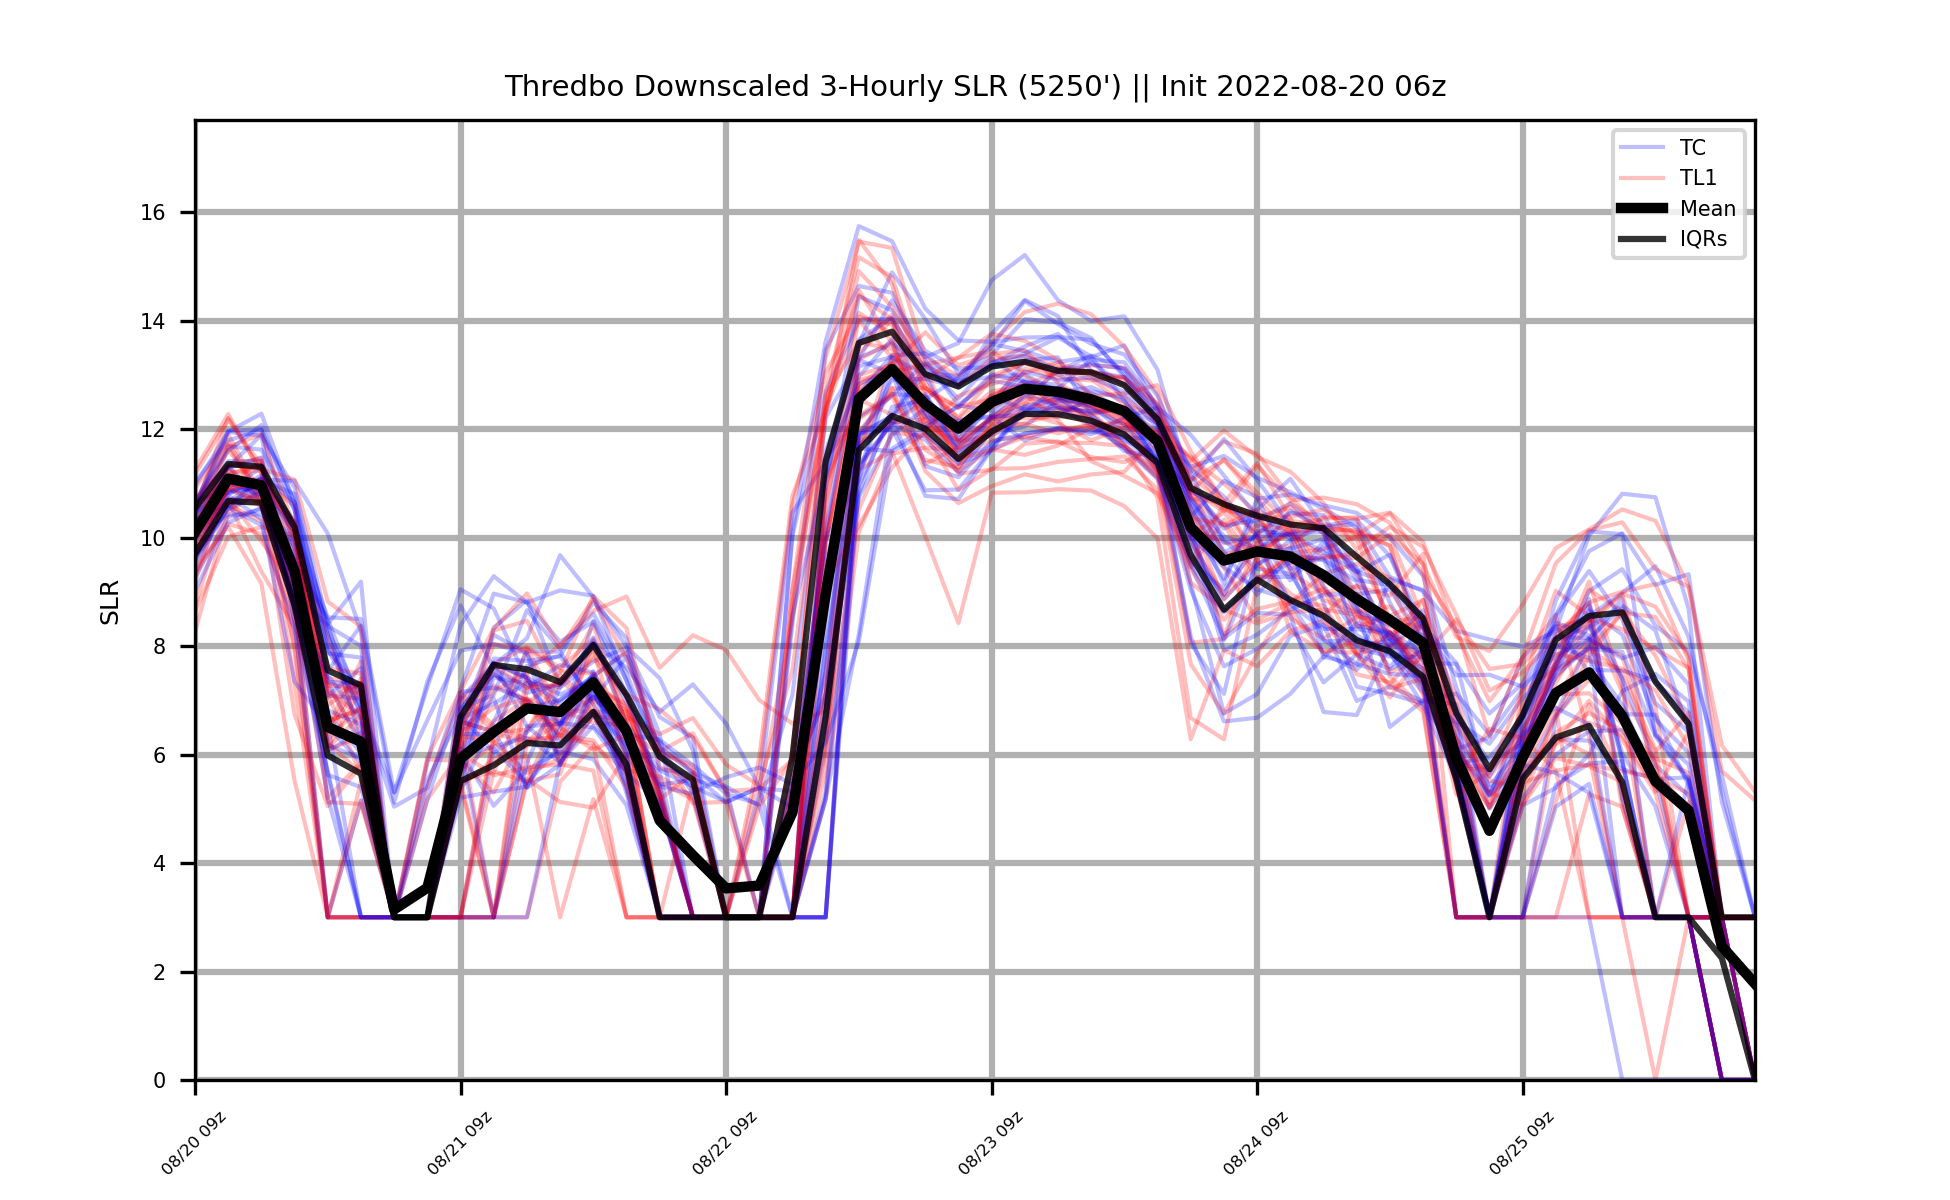 Thredbo Downscaled 3-Hourly SLR (5250') || Init 2022-08-20 06z
TC
TL1
Mean
IQRs
SLR
16
14
12
10
8
6
4
2
0
08/20 09z
08/21 09z
08/22 09z
08/23 09z
08/24 09z
08/25 09z